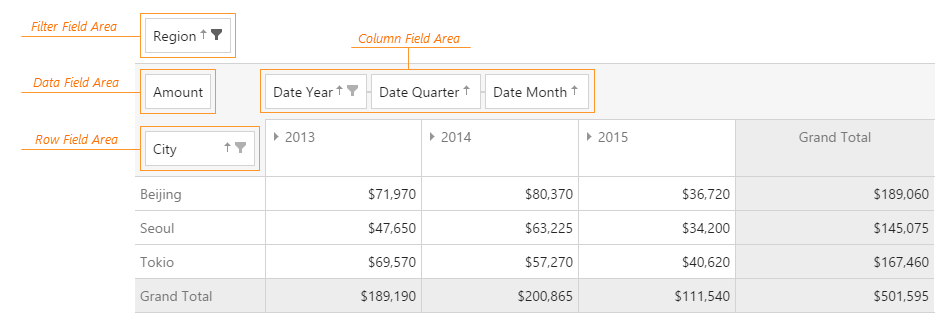 Filter Field Area
Region
Column Field Area
Data Field Area
Amount
Date Year Date Quarter Date Month
Row Field Area
City
2013 2014 2015 Grand Total
Beijing $71,970 $80,370 $36,720 $189,060
Seoul $47,650 $63,225 $34,200 $145,075
Tokio $69,570 $57,270 $40,620 $167,460
Grand Total $189,190 $200,865 $111,540 $501,595